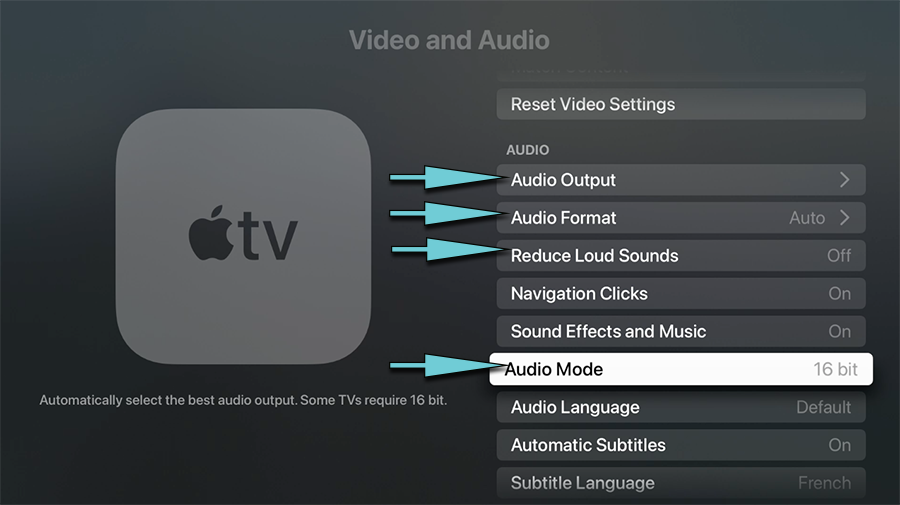 Video and Audio
Reset Video Settings
AUDIO
Audio Output
Audio Format Auto
Reduce Loud Sounds Off
Navigation Clicks On
Sound Effects and Music On
Audio Mode 16 bit
Audio Language Default
Automatic Subtitles On
Subtitle Language French
tv
Automatically select the best audio output. Some TVs require 16 bit.